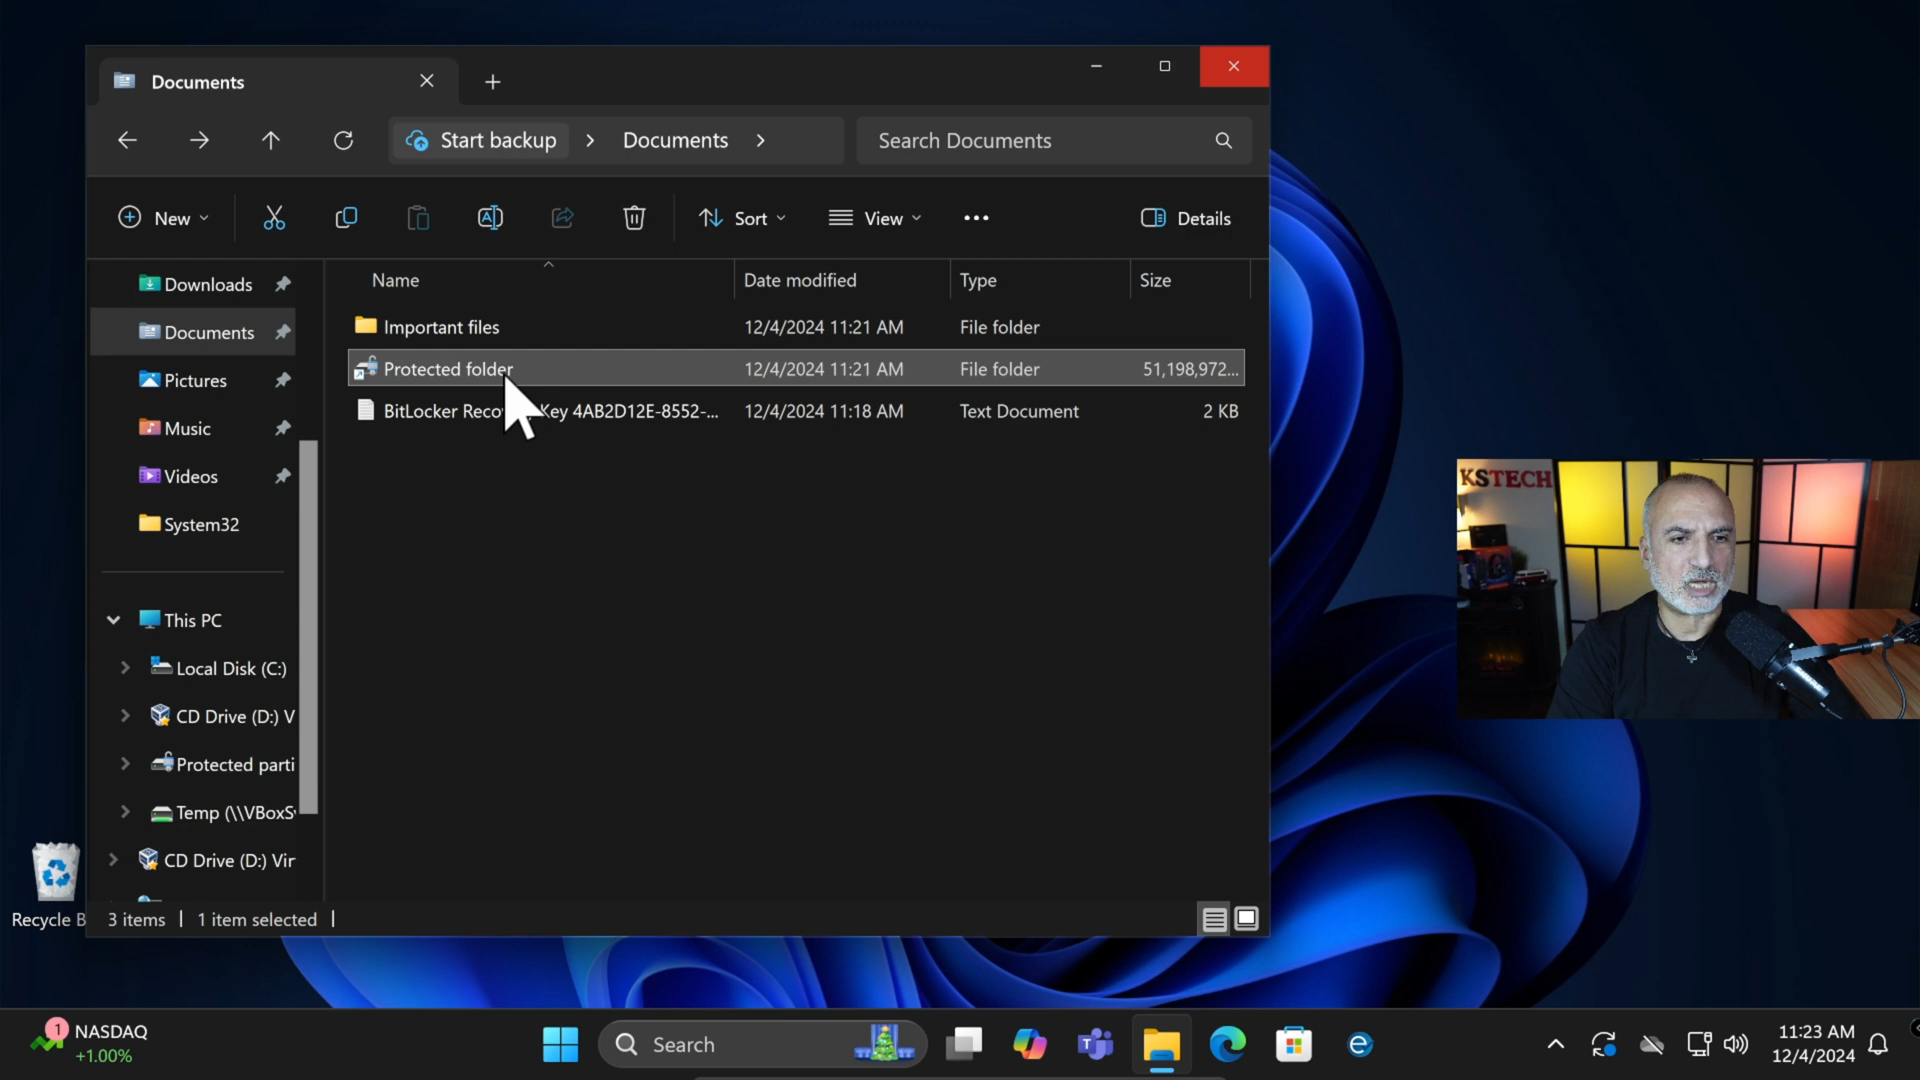 Documents
Start backup
Documents
Search Documents
New
Sort
View
Details
Name
Date modified
Type
Size
Important files
12/4/2024 11:21 AM
File folder
Protected folder
12/4/2024 11:21 AM
File folder
51,198,972...
BitLocker Reco
Key 4AB2D12E-8552-...
12/4/2024 11:18 AM
Text Document
2 KB
Downloads
Documents
Pictures
Music
Videos
System32
This PC
Local Disk (C:)
CD Drive (D:) V
Protected parti
Temp (\\VBoxSv
CD Drive (D:) Vir
3 items
1 item selected
Recycle B
KSTECH
1
NASDAQ
+1.00%
Search
11:23 AM
12/4/2024